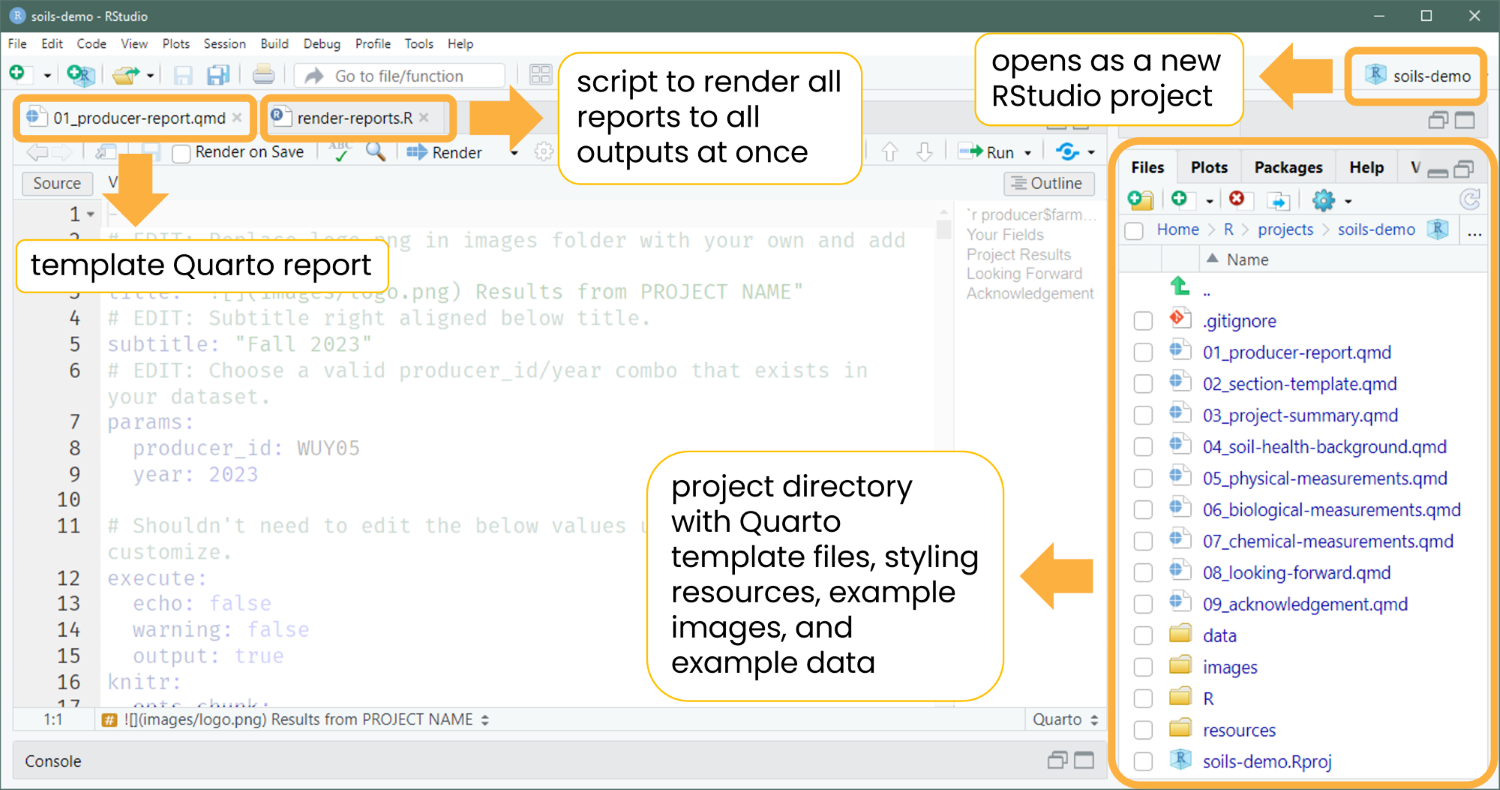 soils-demo - RStudio
File Edit Code View Plots Session Build Debug Profile Tools Help
Go to file/function
soils-demo
opens as a new
RStudio project
01_producer-report.qmd
render-reports.R
script to render all
reports to all
outputs at once
Render on Save
ABC
Render
Run
Source
V
Outline
template Quarto report
1
2 # EDIT: Replace logo.png in images folder with your own and add
3 title: "![](images/logo.png) Results from PROJECT NAME"
4 # EDIT: Subtitle right aligned below title.
5 subtitle: "Fall 2023"
6 # EDIT: Choose a valid producer_id/year combo that exists in
your dataset.
7 params:
8 producer_id: WUY05
9 year: 2023
10
11 # Shouldn't need to edit the below values
customize.
12 execute:
13 echo: false
14 warning: false
15 output: true
16 knitr:
17 opts_chunk:
`r producer$farm...
Your Fields
Project Results
Looking Forward
Acknowledgement
project directory
with Quarto
template files, styling
resources, example
images, and
example data
1:1 # ![](images/logo.png) Results from PROJECT NAME
Quarto
Console
Files Plots Packages Help V
Home > R > projects > soils-demo ...
Name
..
.gitignore
01_producer-report.qmd
02_section-template.qmd
03_project-summary.qmd
04_soil-health-background.qmd
05_physical-measurements.qmd
06_biological-measurements.qmd
07_chemical-measurements.qmd
08_looking-forward.qmd
09_acknowledgement.qmd
data
images
R
resources
soils-demo.Rproj